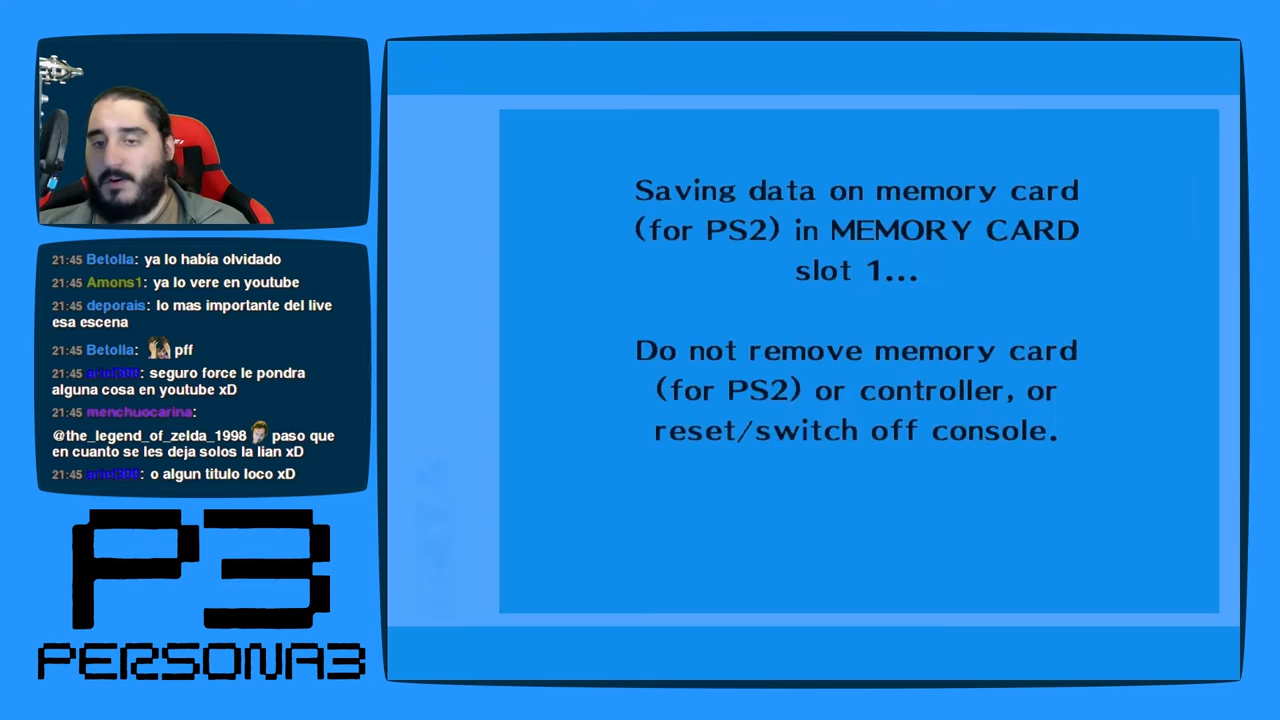 Saving data on memory card
(for PS2) in MEMORY CARD
slot 1...
Do not remove memory card
(for PS2) or controller, or
reset/switch off console.
21:45 Betolla: ya lo había olvidado
21:45 Amons1: ya lo vere en youtube
21:45 deporais: lo mas importante del live
esa escena
21:45 Betolla: pff
21:45 seguro force le pondra
alguna cosa en youtube xD
21:45 menchuocarina:
@the_legend_of_zelda_1998 paso que
en cuanto se les deja solos la lian xD
21:45 o algun titulo loco xD
P3
PERSONA3